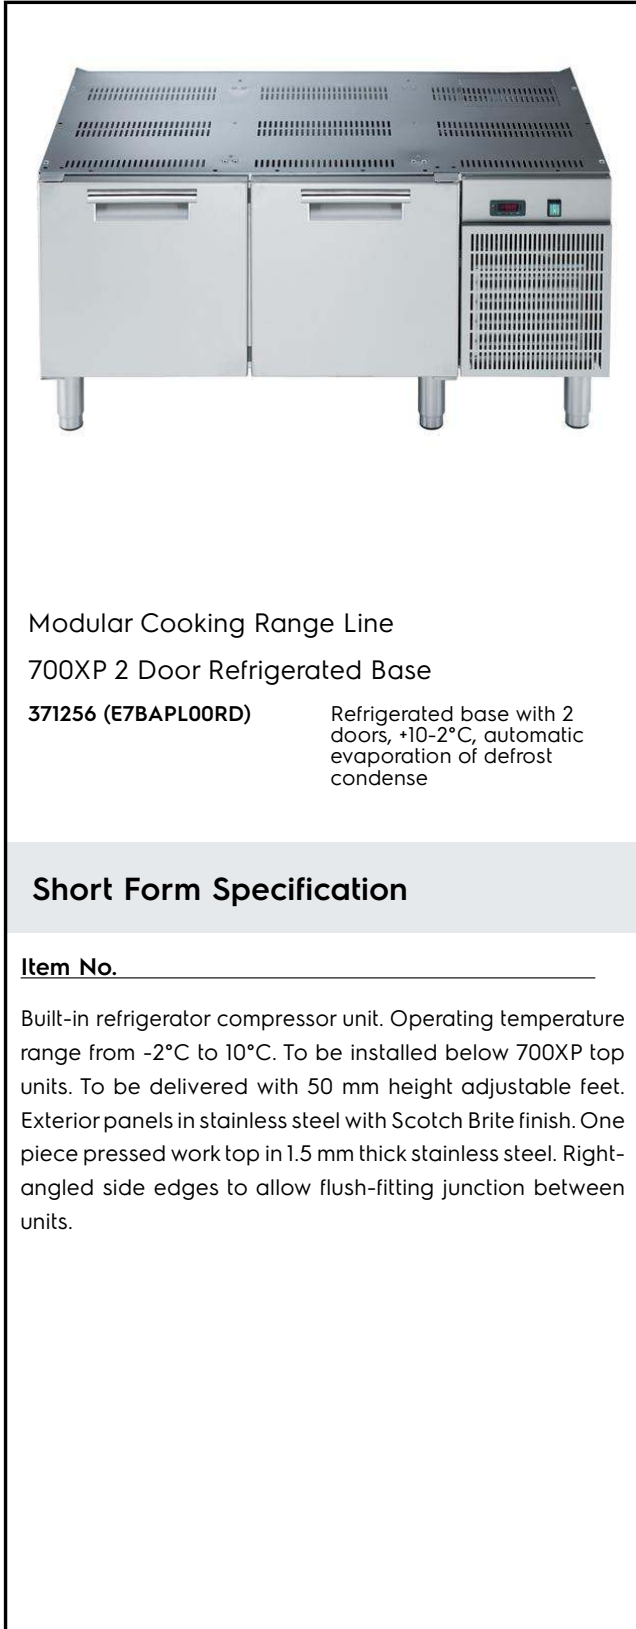 Modular Cooking Range Line
700XP 2 Door Refrigerated Base
371256 (E7BAPL00RD)
Refrigerated base with 2
doors, +10-2°C, automatic
evaporation of defrost
condense
Short Form Specification
Item No.
Built-in refrigerator compressor unit. Operating temperature
range from -2°C to 10°C. To be installed below 700XP top
units. To be delivered with 50 mm height adjustable feet.
Exterior panels in stainless steel with Scotch Brite finish. One
piece pressed work top in 1.5 mm thick stainless steel. Right-
angled side edges to allow flush-fitting junction between
units.